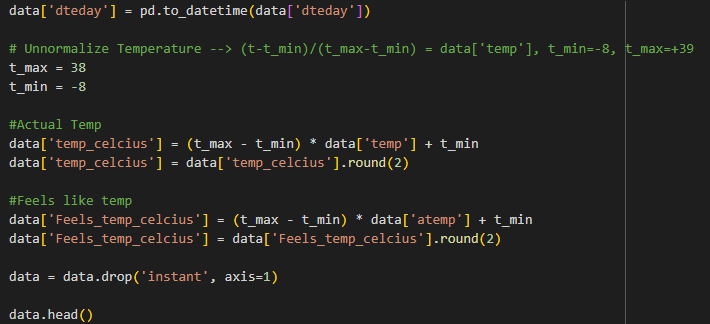 data['dteday'] = pd.to_datetime(data['dteday'])
# Unnormalize Temperature --> (t-t_min)/(t_max-t_min) = data['temp'], t_min=-8, t_max=+39
t_max = 38
t_min = -8
#Actual Temp
data['temp_celcius'] = (t_max - t_min) * data['temp'] + t_min
data['temp_celcius'] = data['temp_celcius'].round(2)
#Feels like temp
data['Feels_temp_celcius'] = (t_max - t_min) * data['atemp'] + t_min
data['Feels_temp_celcius'] = data['Feels_temp_celcius'].round(2)
data = data.drop('instant', axis=1)
data.head()